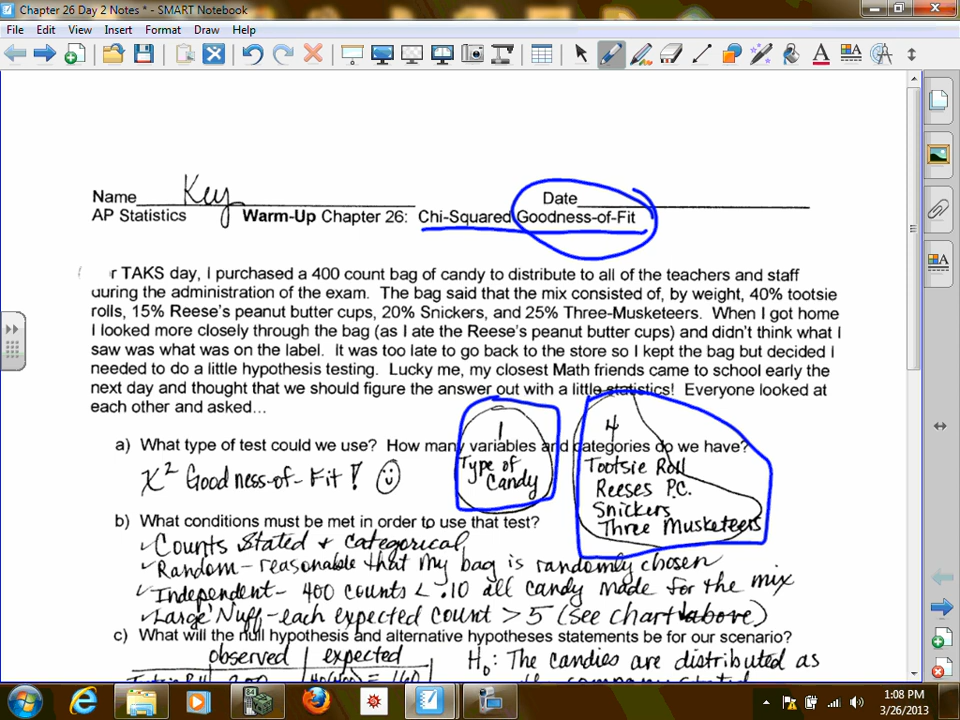 Chapter 26 Day 2 Notes * - SMART Notebook
File Edit View Insert Format Draw Help
Name Key Date
AP Statistics Warm-Up Chapter 26: Chi-Squared Goodness-of-Fit
r TAKS day, I purchased a 400 count bag of candy to distribute to all of the teachers and staff
during the administration of the exam. The bag said that the mix consisted of, by weight, 40% tootsie
rolls, 15% Reese's peanut butter cups, 20% Snickers, and 25% Three-Musketeers. When I got home
I looked more closely through the bag (as I ate the Reese's peanut butter cups) and didn't think what I
saw was what was on the label. It was too late to go back to the store so I kept the bag but decided I
needed to do a little hypothesis testing. Lucky me, my closest Math friends came to school early the
next day and thought that we should figure the answer out with a little statistics! Everyone looked at
each other and asked...
1 4
a) What type of test could we use? How many variables and categories do we have?
X² Goodness-of-Fit!
Type of
Candy
Tootsie Roll
Reeses P.C.
Snickers
Three Musketeers
b) What conditions must be met in order to use that test?
✓Counts Stated + Categorical
✓Random - reasonable that my bag is randomly chosen
✓Independent - 400 counts < .10 all candy made for the mix
✓Large 'Nuff - each expected count > 5 (see chart above)
c) What will the null hypothesis and alternative hypotheses statements be for our scenario?
observed expected
H₀: The candies are distributed as
1:08 PM
3/26/2013